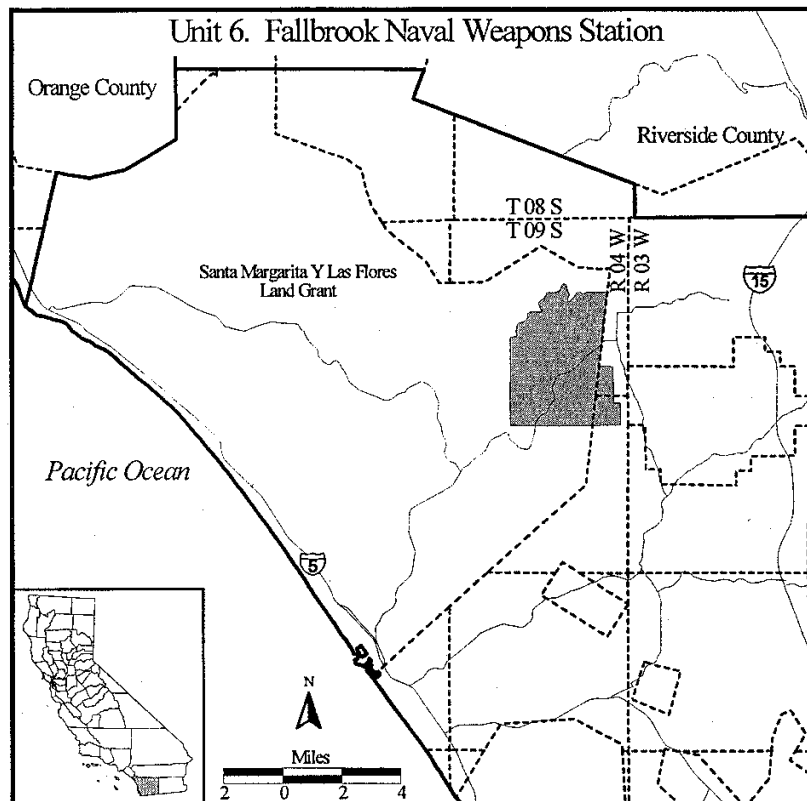 Unit 6. Fallbrook Naval Weapons Station
Orange County
Riverside County
T 08 S
T 09 S
R 04 W
R 03 W
Santa Margarita Y Las Flores
Land Grant
15
Pacific Ocean
5
N
Miles
2 0 2 4